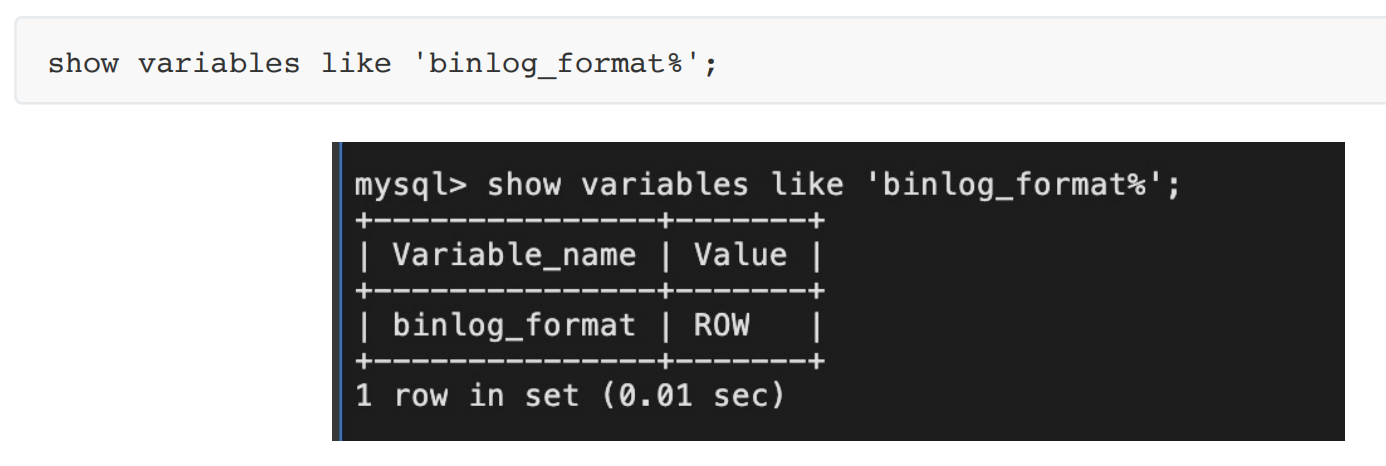 show variables like 'binlog_format%';
mysql> show variables like 'binlog_format%';
+---------------+-------+
| Variable_name | Value |
+---------------+-------+
| binlog_format | ROW   |
+---------------+-------+
1 row in set (0.01 sec)